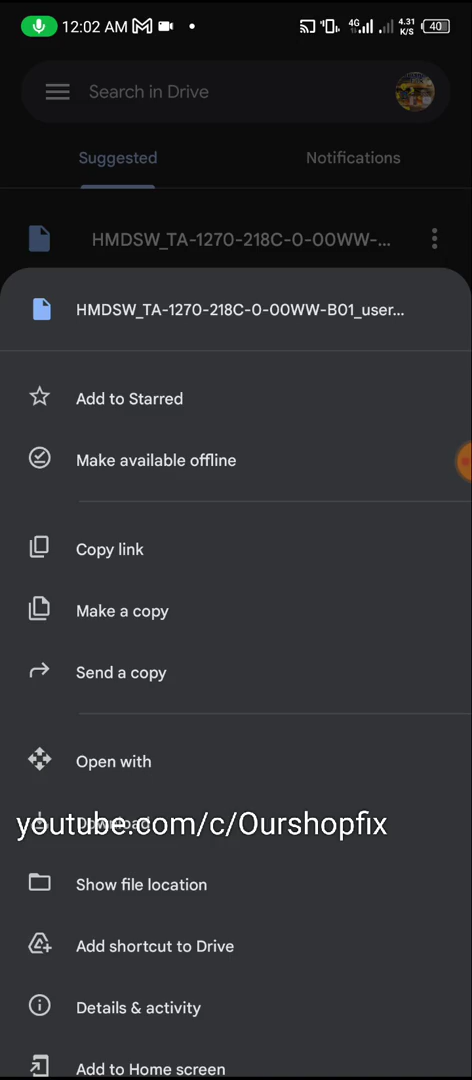 12:02 AM
4G 4.31 K/S 40
Search in Drive
Suggested Notifications
HMDSW_TA-1270-218C-0-00WW-...
HMDSW_TA-1270-218C-0-00WW-B01_user...
Add to Starred
Make available offline
Copy link
Make a copy
Send a copy
Open with
Download
youtube.com/c/Ourshopfix
Show file location
Add shortcut to Drive
Details & activity
Add to Home screen